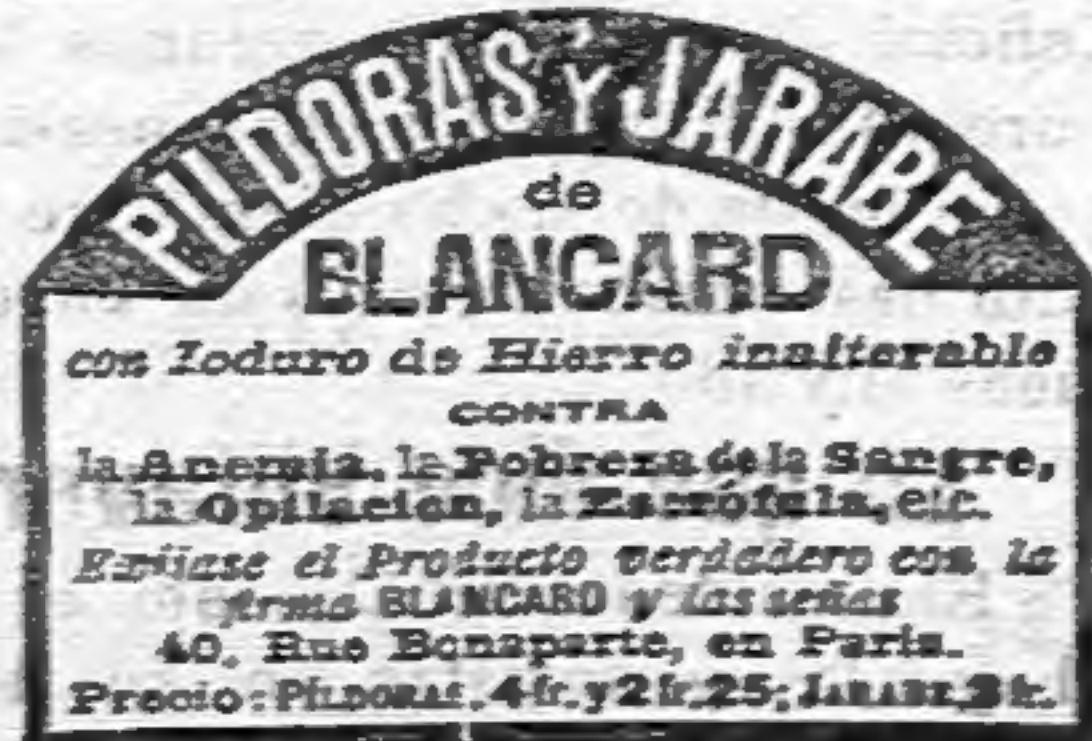 PILDORAS Y JARABE
de
BLANCARD
con Ioduro de Hierro inalterable
CONTRA
la Anemia, la Pobreza de la Sangre,
la Opilacion, la Escrófula, etc.
Exijase el Producto verdadero con la
firma BLANCARD y las señas
40, Rue Bonaparte, en Paris.
Precio: PÍLDORAS, 4 fr. y 2 fr. 25; JARABE, 3 fr.